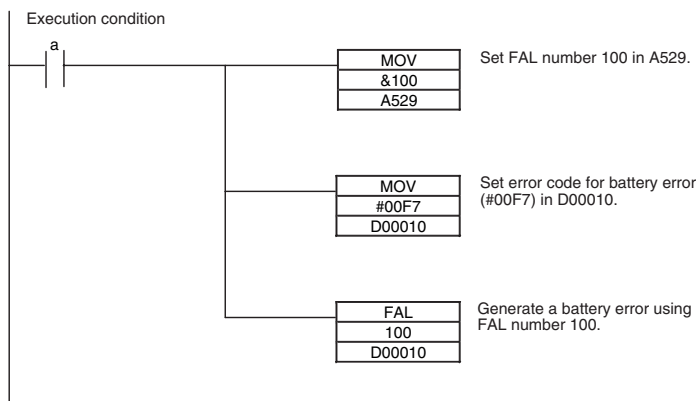 Execution condition
a
MOV
&100
A529
Set FAL number 100 in A529.
MOV
#00F7
D00010
Set error code for battery error
(#00F7) in D00010.
FAL
100
D00010
Generate a battery error using
FAL number 100.